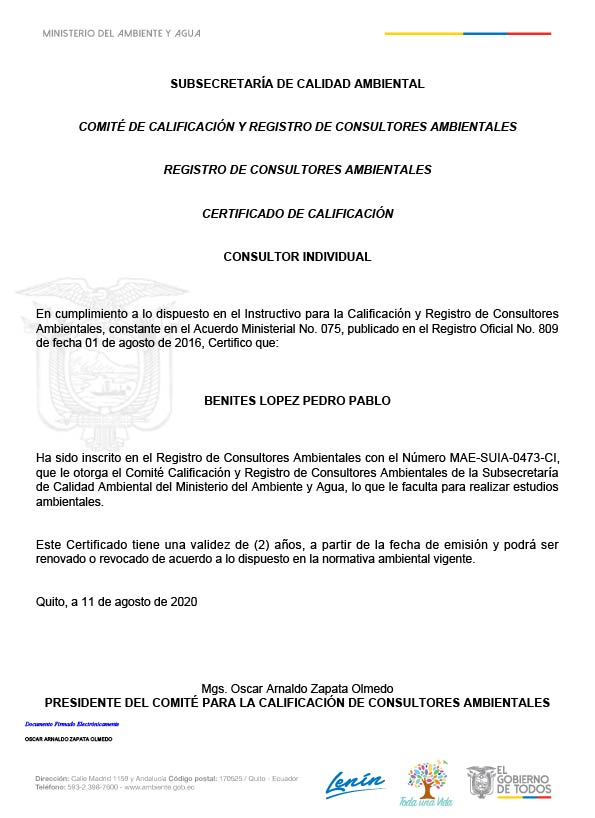 MINISTERIO DEL AMBIENTE Y AGUA
SUBSECRETARÍA DE CALIDAD AMBIENTAL
COMITÉ DE CALIFICACIÓN Y REGISTRO DE CONSULTORES AMBIENTALES
REGISTRO DE CONSULTORES AMBIENTALES
CERTIFICADO DE CALIFICACIÓN
CONSULTOR INDIVIDUAL
En cumplimiento a lo dispuesto en el Instructivo para la Calificación y Registro de Consultores
Ambientales, constante en el Acuerdo Ministerial No. 075, publicado en el Registro Oficial No. 809
de fecha 01 de agosto de 2016, Certifico que:
BENITES LOPEZ PEDRO PABLO
Ha sido inscrito en el Registro de Consultores Ambientales con el Número MAE-SUIA-0473-CI,
que le otorga el Comité Calificación y Registro de Consultores Ambientales de la Subsecretaría
de Calidad Ambiental del Ministerio del Ambiente y Agua, lo que le faculta para realizar estudios
ambientales.
Este Certificado tiene una validez de (2) años, a partir de la fecha de emisión y podrá ser
renovado o revocado de acuerdo a lo dispuesto en la normativa ambiental vigente.
Quito, a 11 de agosto de 2020
Mgs. Oscar Arnaldo Zapata Olmedo
PRESIDENTE DEL COMITÉ PARA LA CALIFICACIÓN DE CONSULTORES AMBIENTALES
Documento Firmado Electrónicamente
OSCAR ARNALDO ZAPATA OLMEDO
Dirección: Calle Madrid 1159 y Andalucía Código postal: 170525 / Quito - Ecuador
Teléfono: 593-2 398-7600 - www.ambiente.gob.ec
Lenín
Toda una Vida
EL
GOBIERNO
DE TODOS